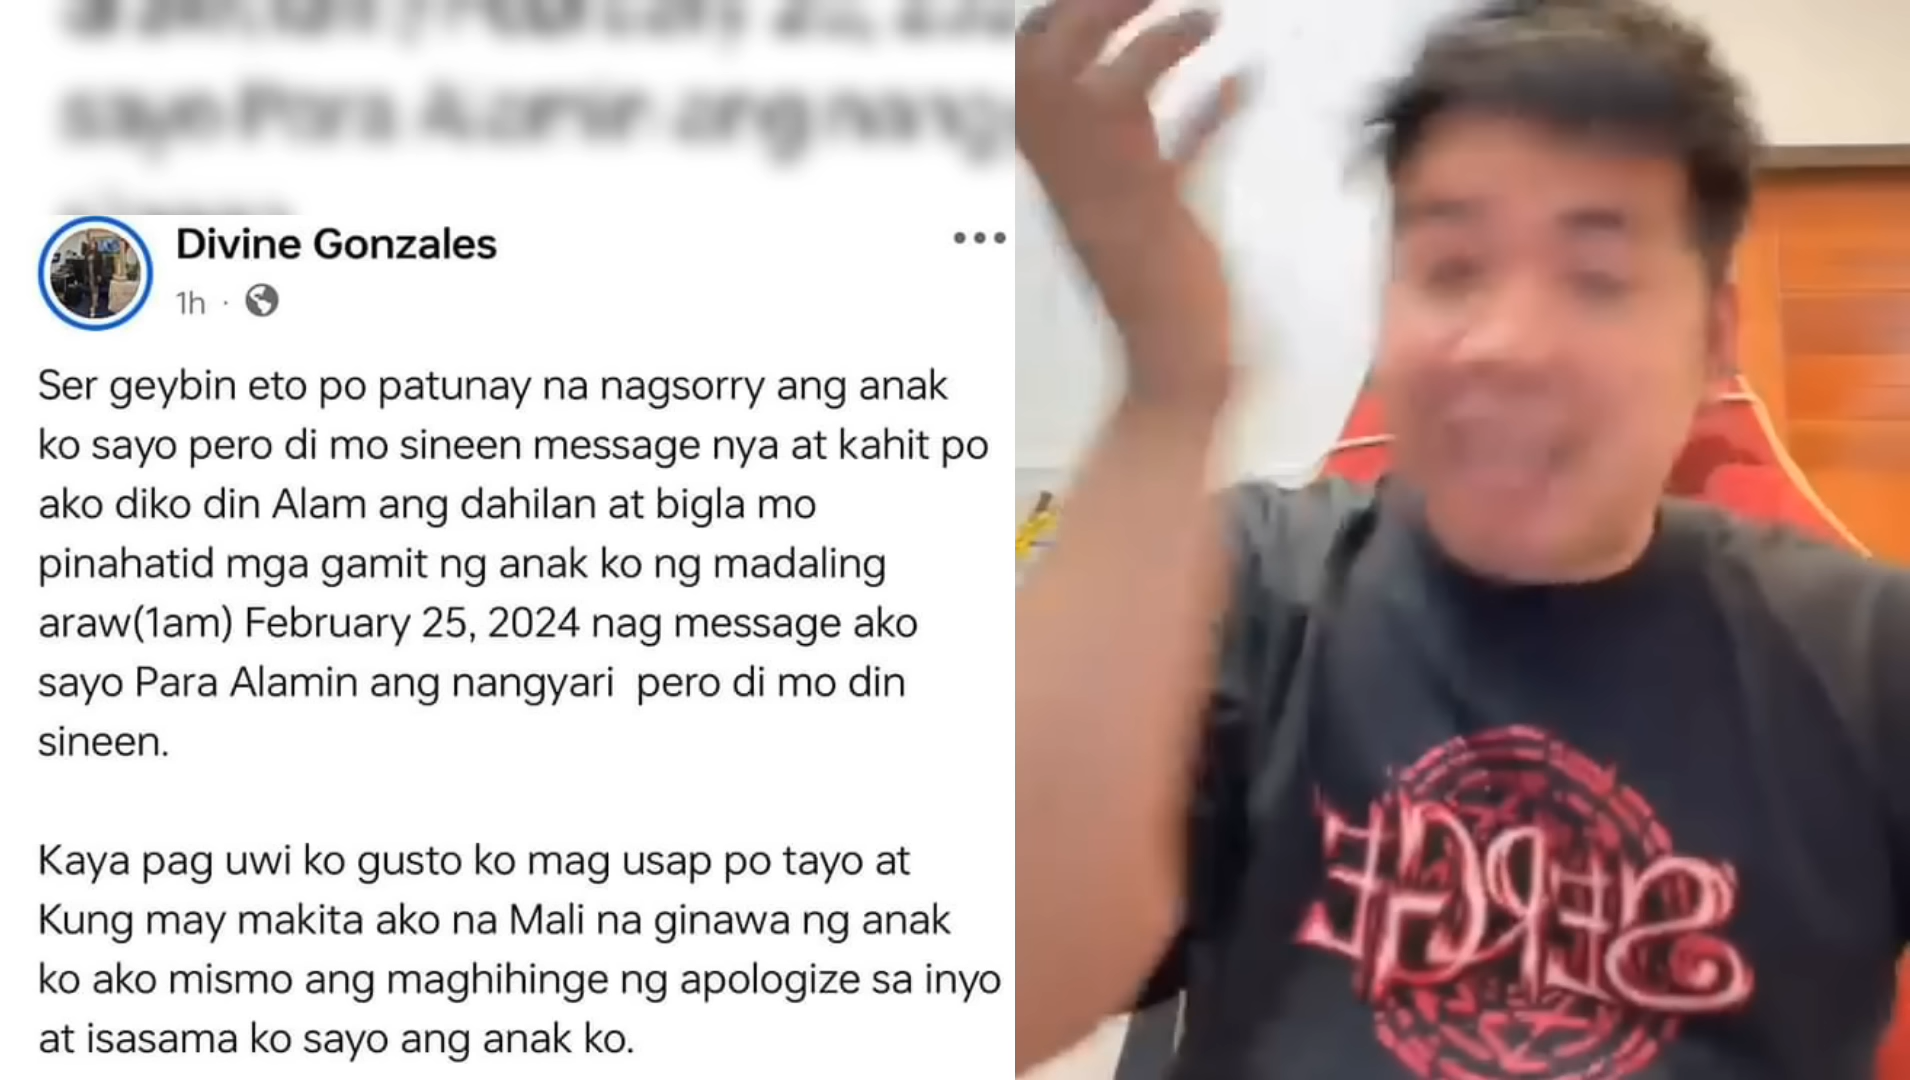 sayo Para Alamin ang
Divine Gonzales
1h
Ser geybin eto po patunay na nagsorry ang anak
ko sayo pero di mo sineen message nya at kahit po
ako diko din Alam ang dahilan at bigla mo
pinahatid mga gamit ng anak ko ng madaling
araw(1am) February 25, 2024 nag message ako
sayo Para Alamin ang nangyari pero di mo din
sineen.
Kaya pag uwi ko gusto ko mag usap po tayo at
Kung may makita ako na Mali na ginawa ng anak
ko ako mismo ang maghihinge ng apologize sa inyo
at isasama ko sayo ang anak ko.